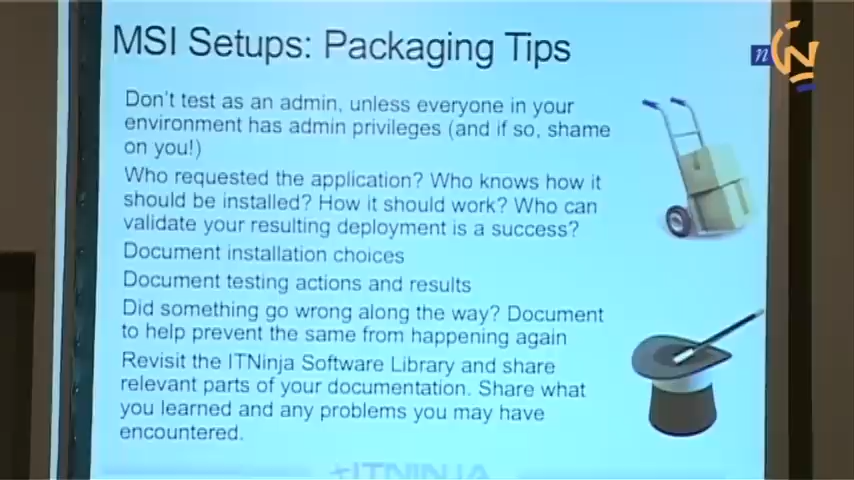 MSI Setups: Packaging Tips
n
N
Don't test as an admin, unless everyone in your
environment has admin privileges (and if so, shame
on you!)
Who requested the application? Who knows how it
should be installed? How it should work? Who can
validate your resulting deployment is a success?
Document installation choices
Document testing actions and results
Did something go wrong along the way? Document
to help prevent the same from happening again
Revisit the ITNinja Software Library and share
relevant parts of your documentation. Share what
you learned and any problems you may have
encountered.
ITNINJA